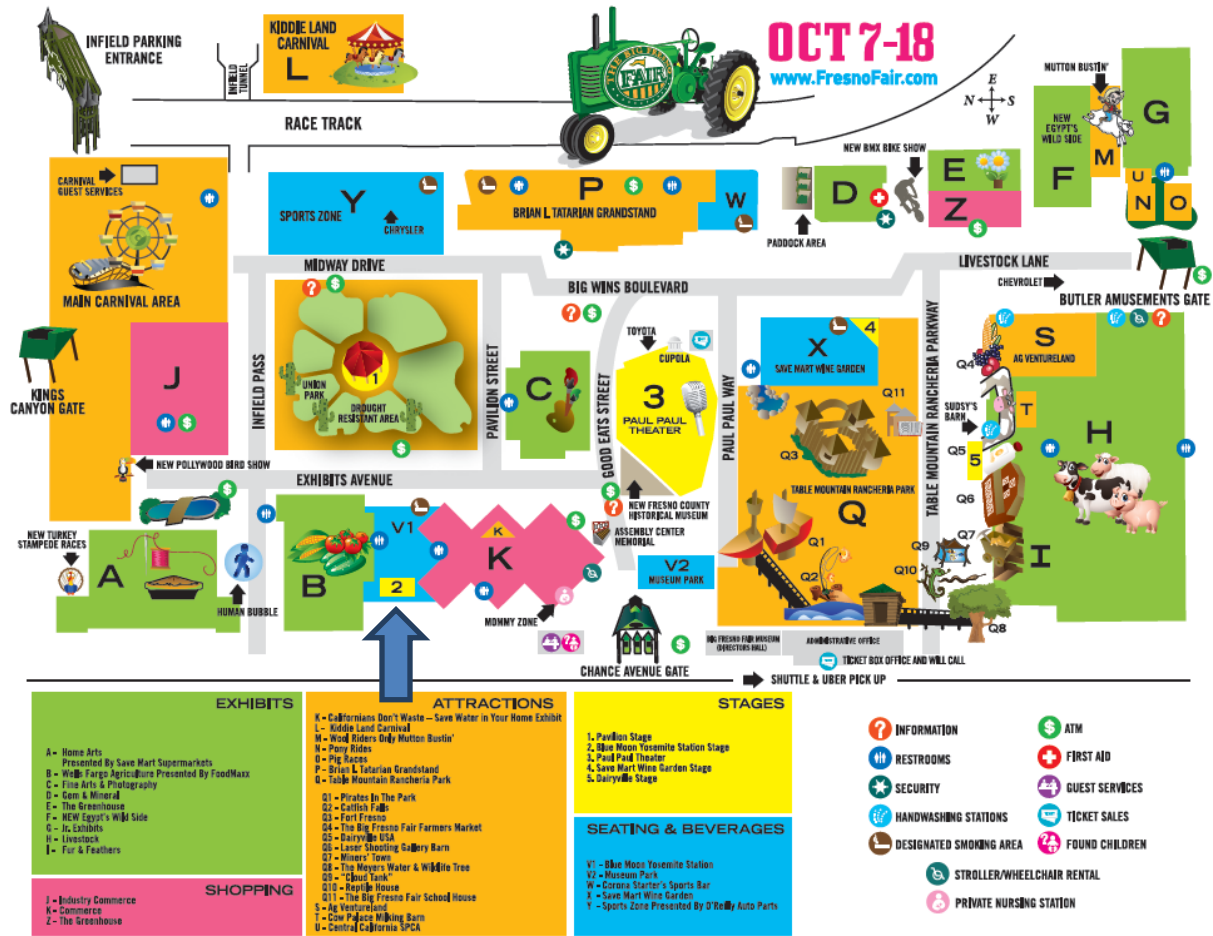 INFIELD PARKING
ENTRANCE
INFIELD
TUNNEL
KIDDIE LAND
CARNIVAL
L
THE BIG FRESNO
FAIR
OCT 7-18
www.FresnoFair.com
E
N
S
W
MUTTON BUSTIN'
G
NEW
EGYPT'S
WILD SIDE
F
M
U
N
O
RACE TRACK
CARNIVAL
GUEST SERVICES
MAIN CARNIVAL AREA
Y
SPORTS ZONE
CHRYSLER
P
BRIAN L TATARIAN GRANDSTAND
W
NEW BMX BIKE SHOW
D
E
Z
PADDOCK AREA
MIDWAY DRIVE
BIG WINS BOULEVARD
LIVESTOCK LANE
CHEVROLET
BUTLER AMUSEMENTS GATE
KINGS
CANYON GATE
J
INFIELD PASS
1
UNION
PARK
DROUGHT
RESISTANT AREA
PAVILION STREET
C
GOOD EATS STREET
TOYOTA
CUPOLA
3
PAUL PAUL
THEATER
PAUL PAUL WAY
X
4
SAVE MART WINE GARDEN
Q11
Q3
TABLE MOUNTAIN RANCHERIA PARK
Q
TABLE MOUNTAIN RANCHERIA PARKWAY
S
AG VENTURELAND
Q4
T
SUDSY'S
BARN
H
Q5
5
Q6
Q7
I
NEW POLLYWOOD BIRD SHOW
EXHIBITS AVENUE
NEW FRESNO COUNTY
HISTORICAL MUSEUM
ASSEMBLY CENTER
MEMORIAL
NEW TURKEY
STAMPEDE RACES
A
HUMAN BUBBLE
B
V1
2
K
K
MOMMY ZONE
V2
MUSEUM PARK
Q1
Q2
Q9
Q10
Q8
CHANCE AVENUE GATE
BIG FRESNO FAIR MUSEUM
(DIRECTORS HALL)
ADMINISTRATIVE OFFICE
TICKET BOX OFFICE AND WILL CALL
SHUTTLE & UBER PICK UP
EXHIBITS
A - Home Arts
Presented By Save Mart Supermarkets
B - Wells Fargo Agriculture Presented By FoodMaxx
C - Fine Arts & Photography
D - Gem & Mineral
E - The Greenhouse
F - NEW Egypt's Wild Side
G - Jr. Exhibits
H - Livestock
I - Fur & Feathers
SHOPPING
J - Industry Commerce
K - Commerce
Z - The Greenhouse
ATTRACTIONS
K - Californians Don't Waste - Save Water in Your Home Exhibit
L - Kiddie Land Carnival
M - Wool Riders Only Mutton Bustin'
N - Pony Rides
O - Pig Races
P - Brian L Tatarian Grandstand
Q - Table Mountain Rancheria Park
Q1 - Pirates In The Park
Q2 - Catfish Falls
Q3 - Fort Fresno
Q4 - The Big Fresno Fair Farmers Market
Q5 - Dairyville USA
Q6 - Laser Shooting Gallery Barn
Q7 - Miners' Town
Q8 - The Meyers Water & Wildlife Tree
Q9 - "Cloud Tank"
Q10 - Reptile House
Q11 - The Big Fresno Fair School House
S - Ag Ventureland
T - Cow Palace Milking Barn
U - Central California SPCA
STAGES
1. Pavilion Stage
2. Blue Moon Yosemite Station Stage
3. Paul Paul Theater
4. Save Mart Wine Garden Stage
5. Dairyville Stage
SEATING & BEVERAGES
V1 - Blue Moon Yosemite Station
V2 - Museum Park
W - Corona Starter's Sports Bar
X - Save Mart Wine Garden
Y - Sports Zone Presented By O'Reilly Auto Parts
INFORMATION
RESTROOMS
SECURITY
HANDWASHING STATIONS
DESIGNATED SMOKING AREA
ATM
FIRST AID
GUEST SERVICES
TICKET SALES
FOUND CHILDREN
STROLLER/WHEELCHAIR RENTAL
PRIVATE NURSING STATION